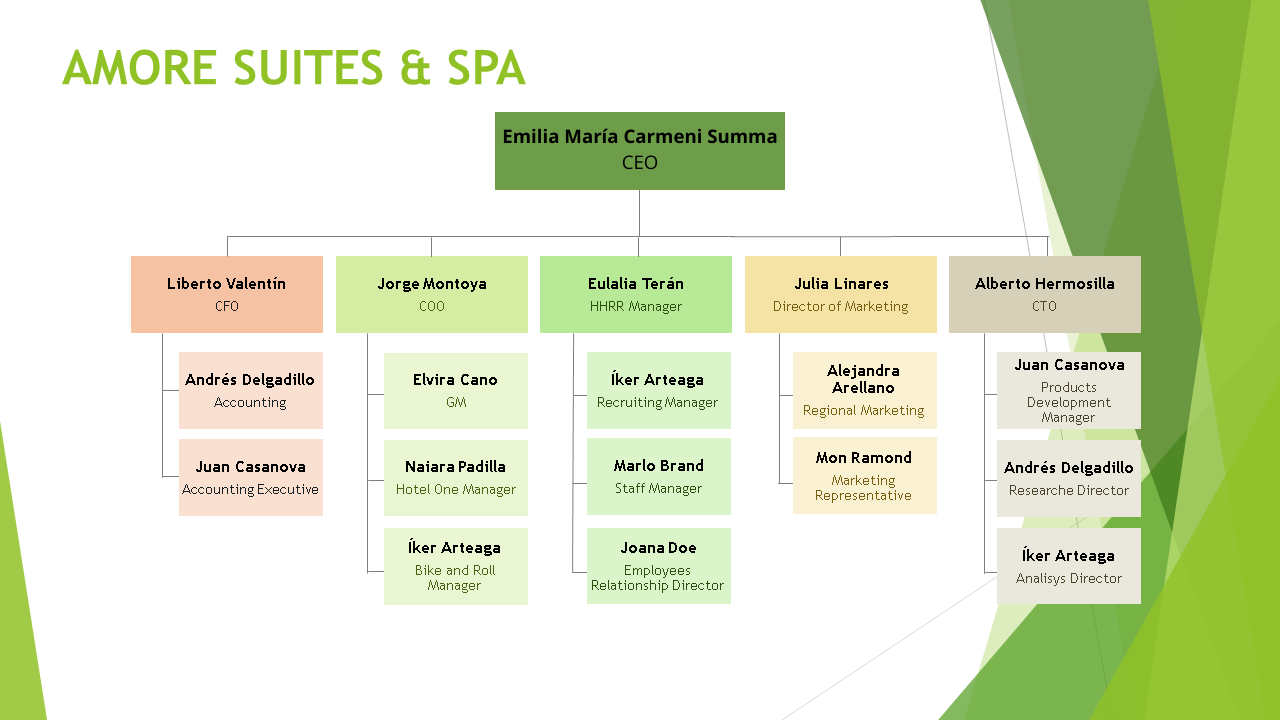 AMORE SUITES & SPA
Emilia María Carmeni Summa
CEO
Liberto Valentín
CFO
Jorge Montoya
COO
Eulalia Terán
HHRR Manager
Julia Linares
Director of Marketing
Alberto Hermosilla
CTO
Andrés Delgadillo
Accounting
Juan Casanova
Accounting Executive
Elvira Cano
GM
Naiara Padilla
Hotel One Manager
Íker Arteaga
Bike and Roll
Manager
Íker Arteaga
Recruiting Manager
Marlo Brand
Staff Manager
Joana Doe
Employees
Relationship Director
Alejandra
Arellano
Regional Marketing
Mon Ramond
Marketing
Representative
Juan Casanova
Products
Development
Manager
Andrés Delgadillo
Researche Director
Íker Arteaga
Analisys Director